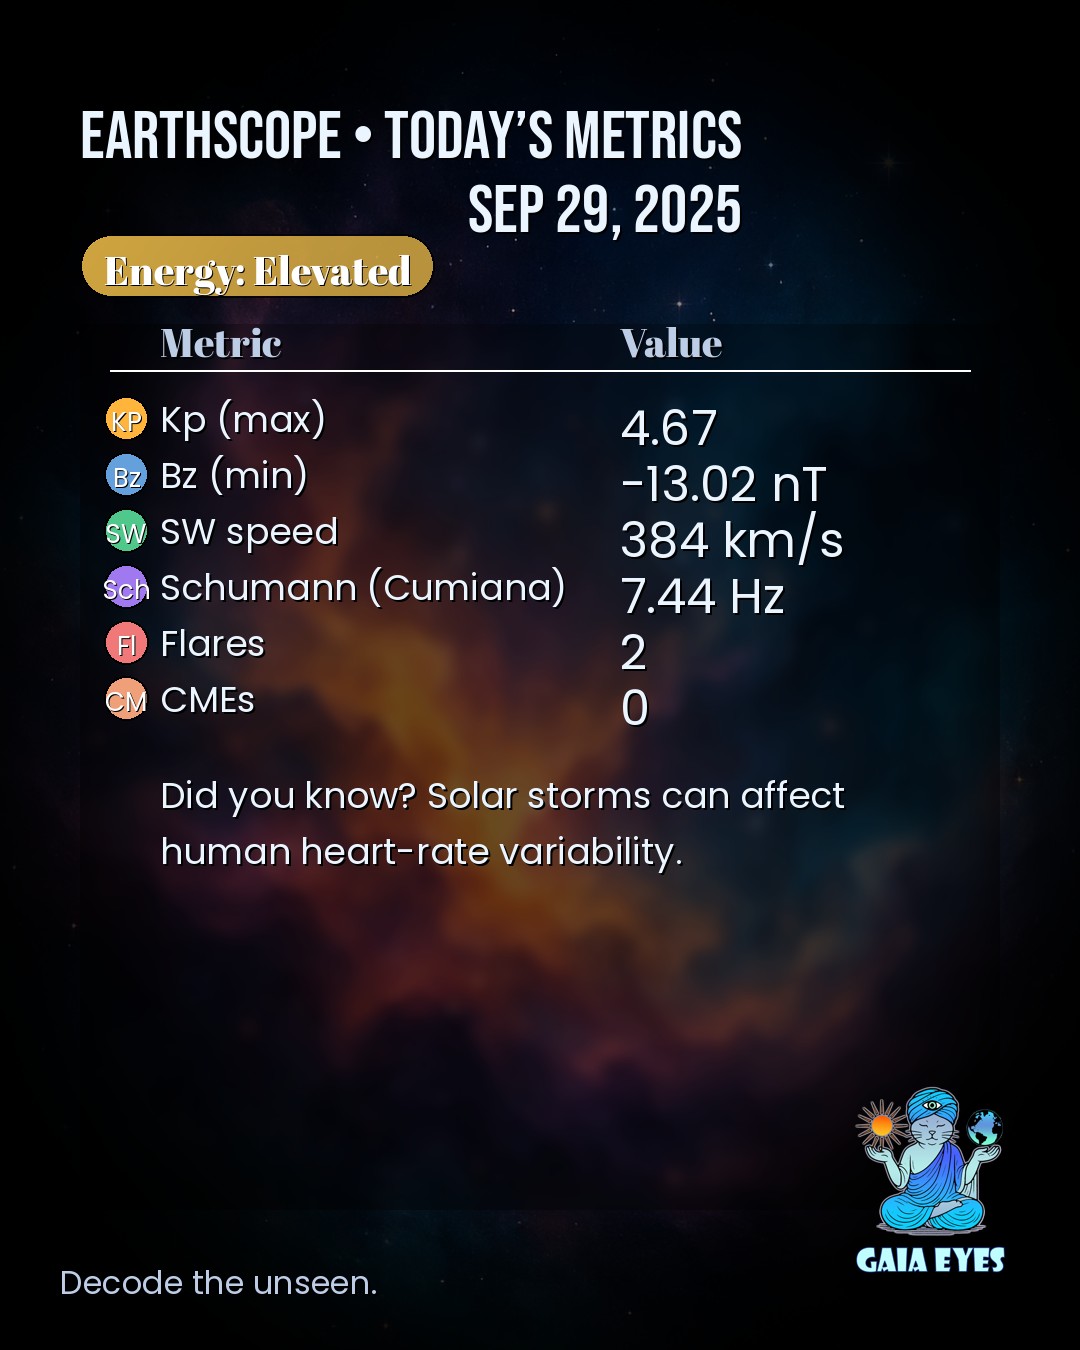 EARTHSCOPE • TODAY’S METRICS
SEP 29, 2025
Energy: Elevated
Metric Value
KP Kp (max) 4.67
Bz Bz (min) -13.02 nT
SW SW speed 384 km/s
Sch Schumann (Cumiana) 7.44 Hz
Fl Flares 2
CM CMEs 0
Did you know? Solar storms can affect
human heart-rate variability.
GAIA EYES
Decode the unseen.